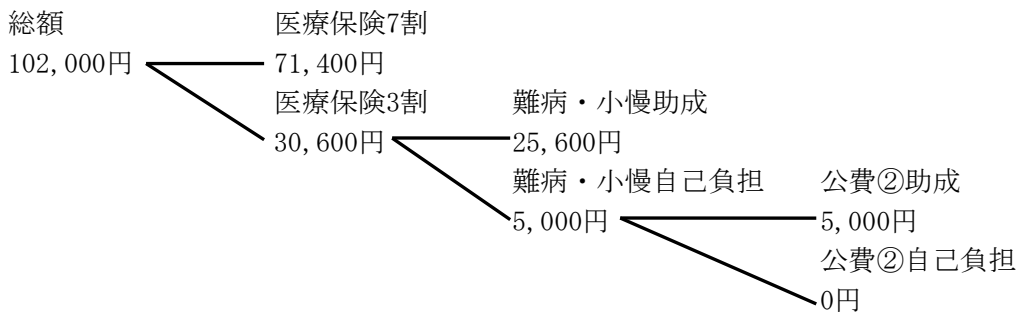 総額
102,000円
医療保険7割
71,400円
医療保険3割
30,600円
難病・小慢助成
25,600円
難病・小慢自己負担
5,000円
公費②助成
5,000円
公費②自己負担
0円